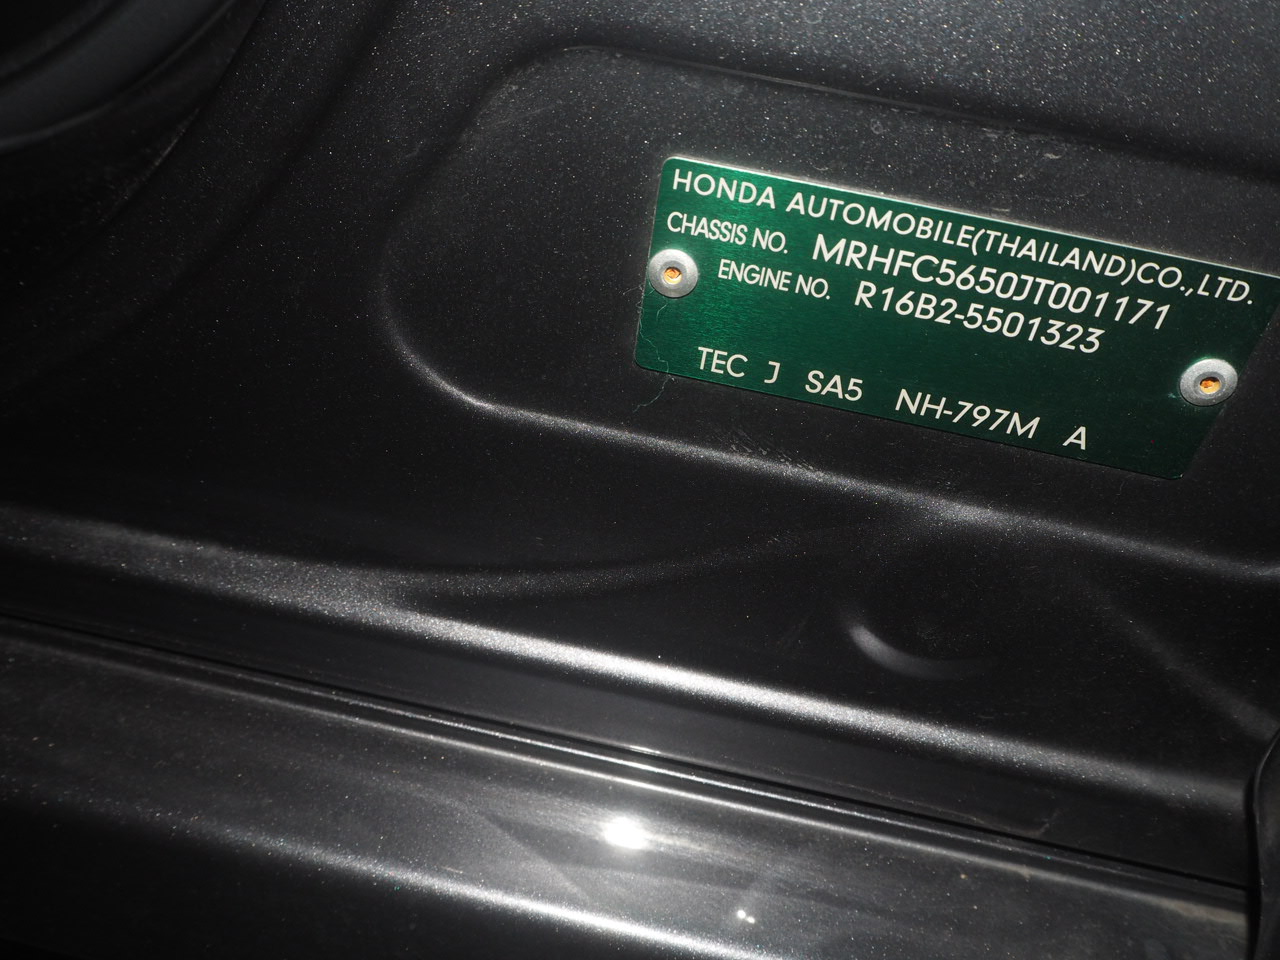 HONDA AUTOMOBILE(THAILAND)CO.,LTD.
CHASSIS NO. MRHFC5650JT001171
ENGINE NO. R16B2-5501323
TEC J SA5 NH-797M A